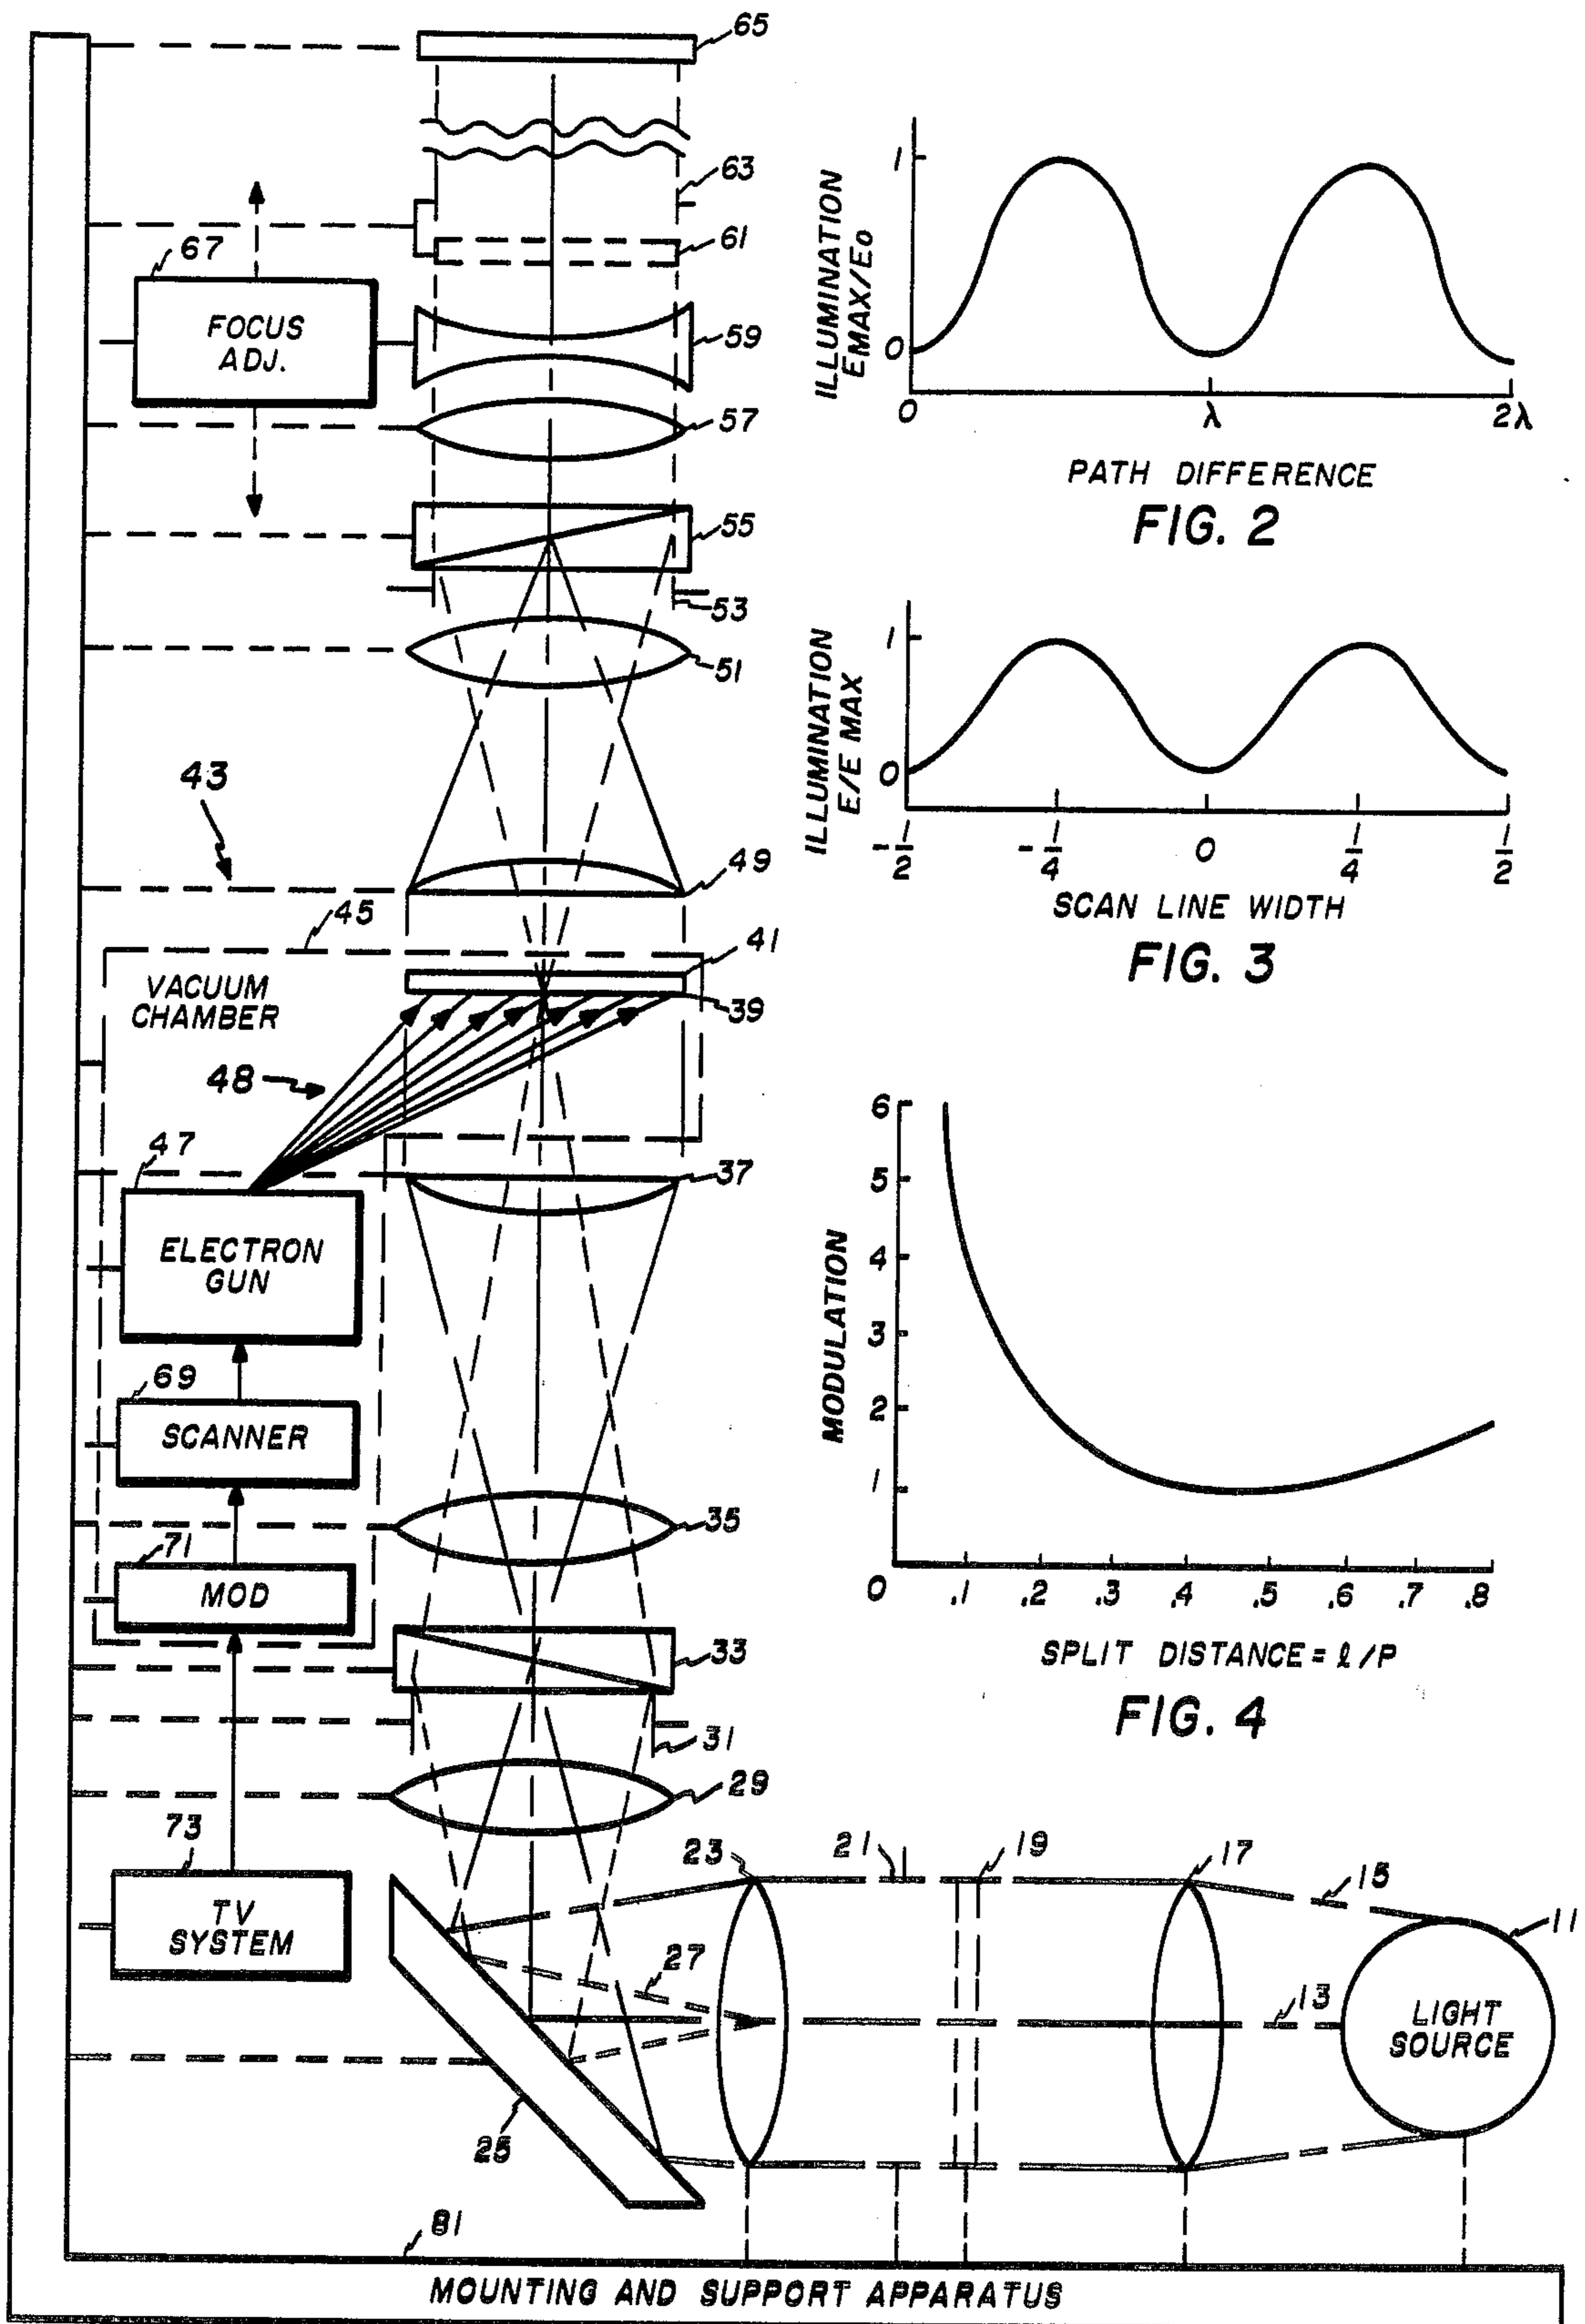 65
63
61
67
FOCUS
ADJ.
59
57
55
53
51
43
49
45
41
VACUUM
CHAMBER
39
48
47
37
ELECTRON
GUN
69
SCANNER
35
71
MOD
33
31
29
73
TV
SYSTEM
23
21
19
17
15
11
27
13
LIGHT
SOURCE
25
81
MOUNTING AND SUPPORT APPARATUS
ILLUMINATION
EMAX/EO
1
0
0 λ 2λ
PATH DIFFERENCE
FIG. 2
ILLUMINATION
E/E MAX
1
0
-1/2 -1/4 0 1/4 1/2
SCAN LINE WIDTH
FIG. 3
MODULATION
6
5
4
3
2
1
0 .1 .2 .3 .4 .5 .6 .7 .8
SPLIT DISTANCE = ℓ/P
FIG. 4